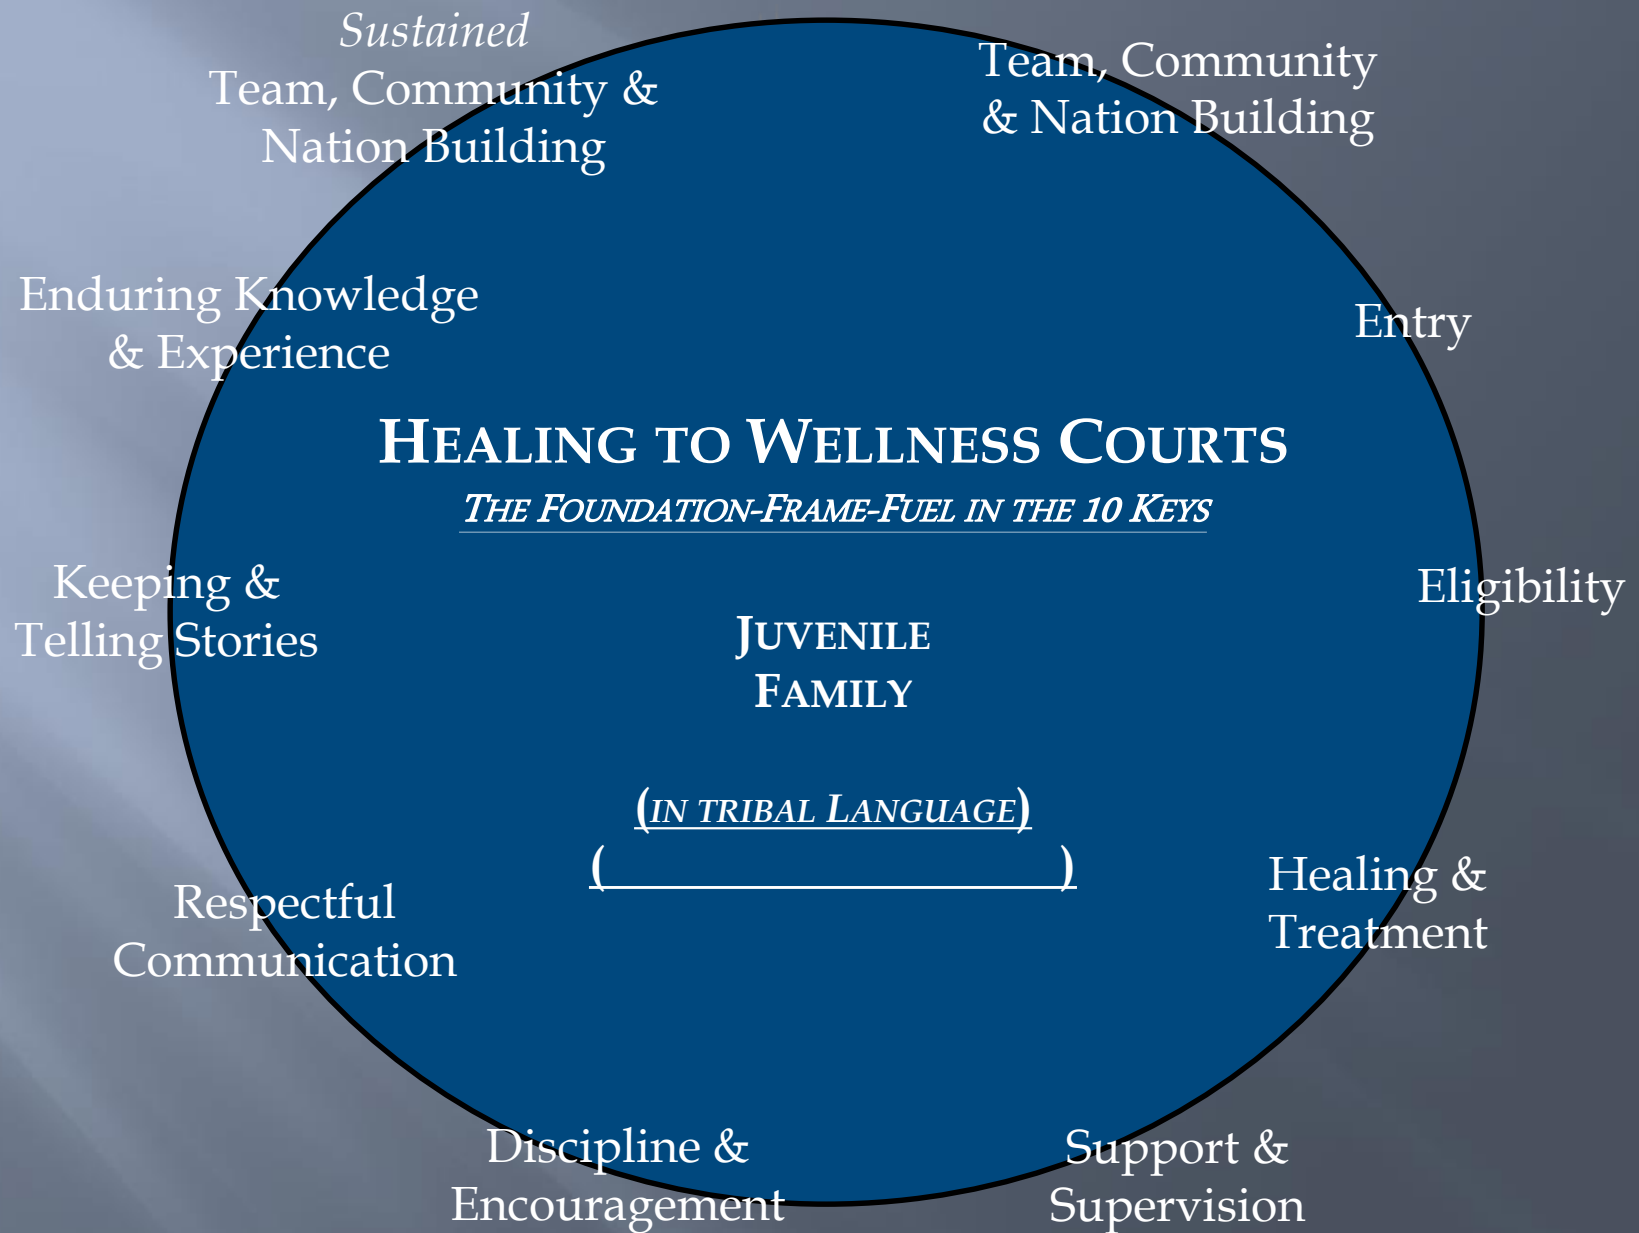 Sustained
Team, Community &
Nation Building
Team, Community
& Nation Building
Enduring Knowledge
& Experience
Entry
HEALING TO WELLNESS COURTS
THE FOUNDATION-FRAME-FUEL IN THE 10 KEYS
Keeping &
Telling Stories
Eligibility
JUVENILE
FAMILY
(IN TRIBAL LANGUAGE)
( )
Respectful
Communication
Healing &
Treatment
Discipline &
Encouragement
Support &
Supervision